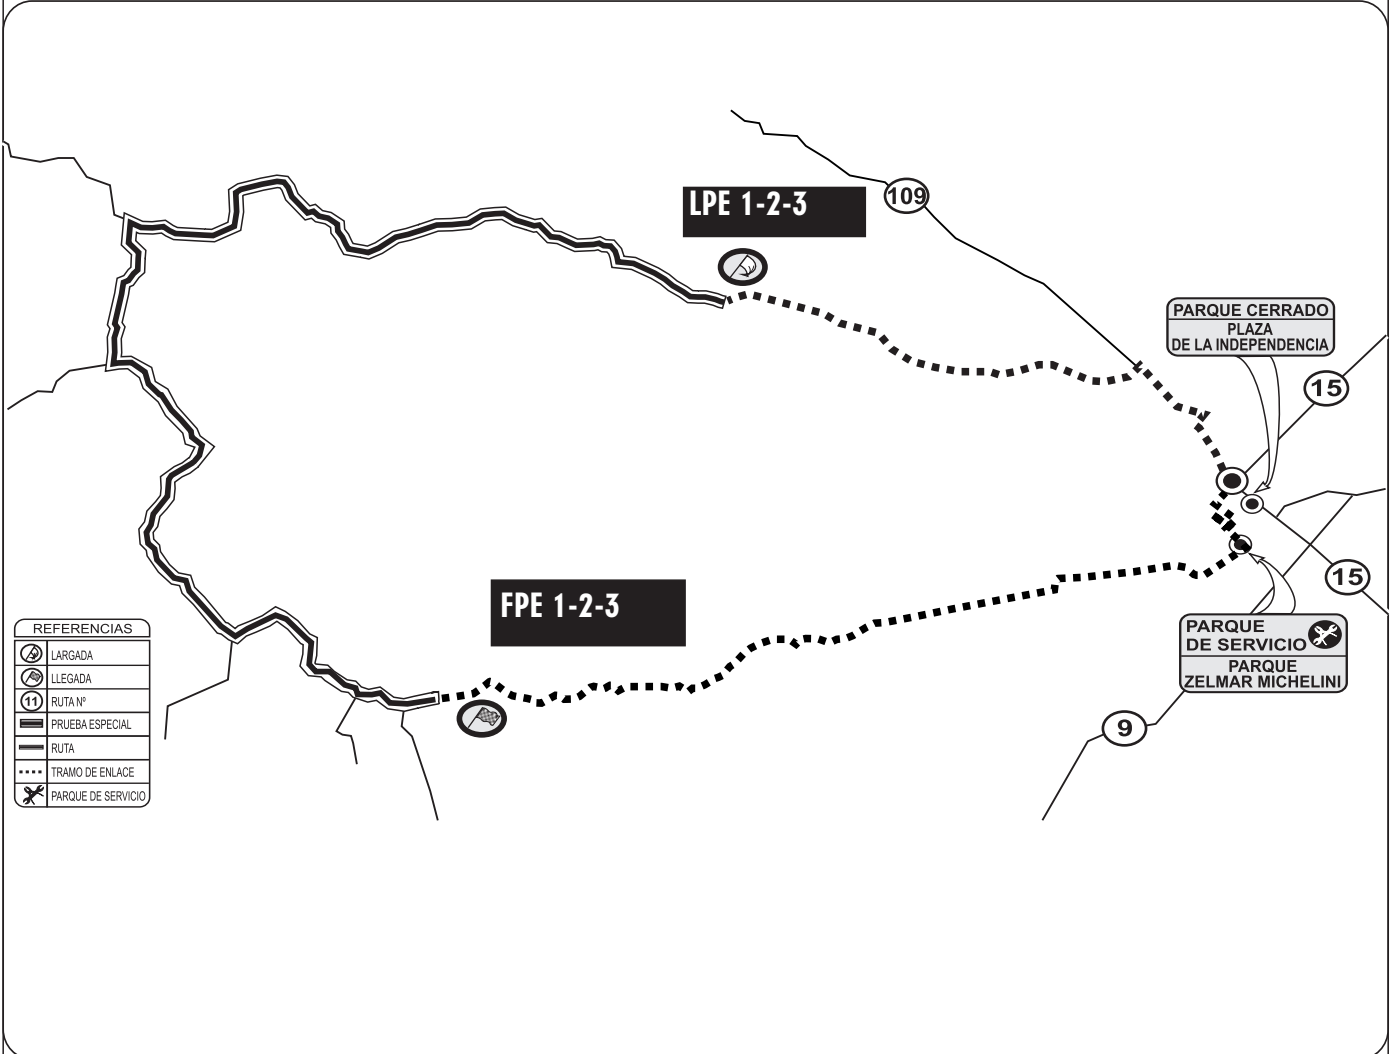 LPE 1-2-3
109
PARQUE CERRADO
PLAZA
DE LA INDEPENDENCIA
15
15
FPE 1-2-3
PARQUE
DE SERVICIO
PARQUE
ZELMAR MICHELINI
9
REFERENCIAS
LARGADA
LLEGADA
11 RUTA Nº
PRUEBA ESPECIAL
RUTA
TRAMO DE ENLACE
PARQUE DE SERVICIO